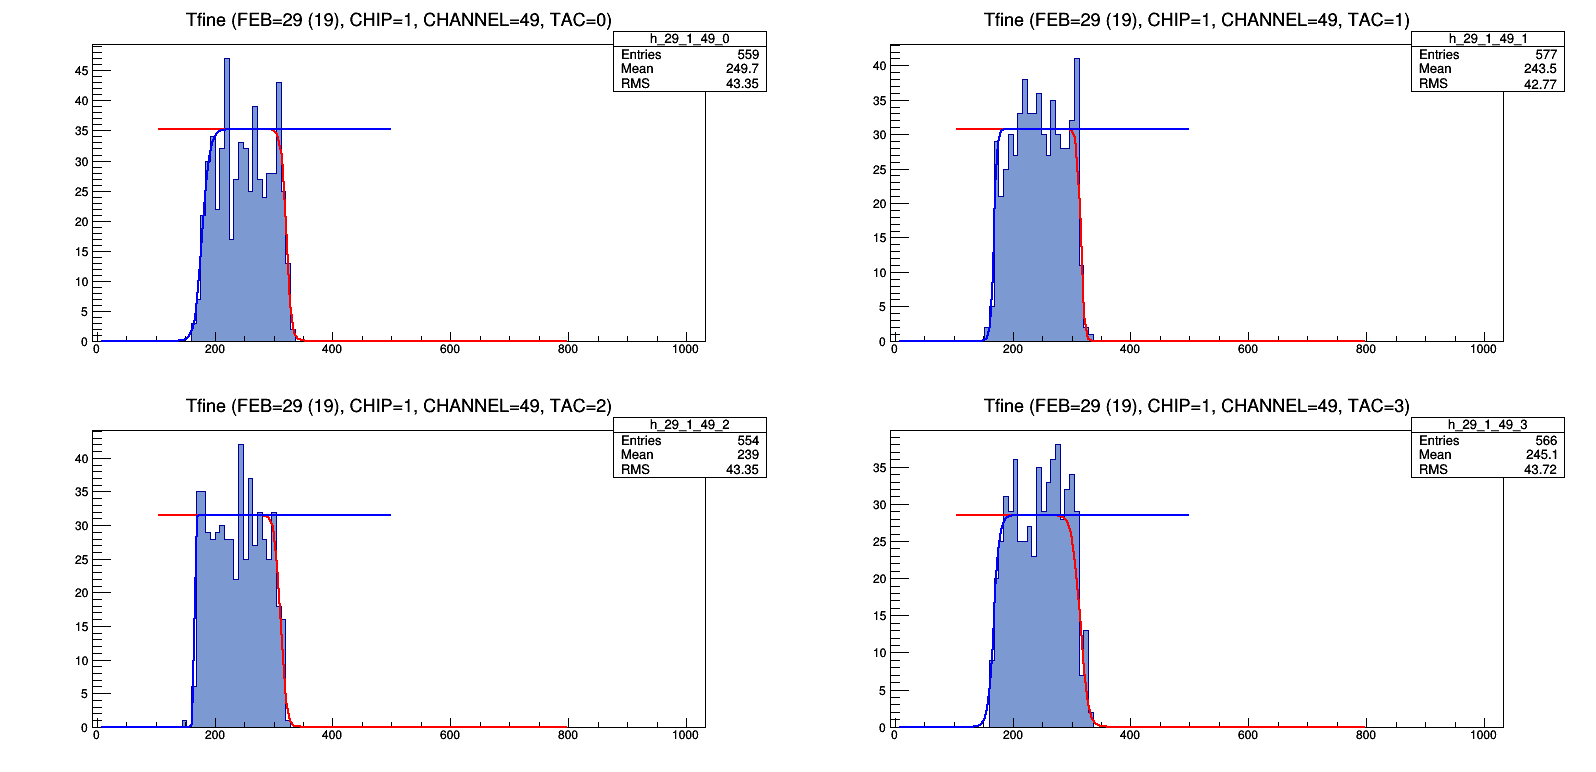 Tfine (FEB=29 (19), CHIP=1, CHANNEL=49, TAC=0)
h_29_1_49_0
Entries 559
Mean 249.7
RMS 43.35
45
40
35
30
25
20
15
10
5
0
0 200 400 600 800 1000
Tfine (FEB=29 (19), CHIP=1, CHANNEL=49, TAC=1)
h_29_1_49_1
Entries 577
Mean 243.5
RMS 42.77
40
35
30
25
20
15
10
5
0
0 200 400 600 800 1000
Tfine (FEB=29 (19), CHIP=1, CHANNEL=49, TAC=2)
h_29_1_49_2
Entries 554
Mean 239
RMS 43.35
40
35
30
25
20
15
10
5
0
0 200 400 600 800 1000
Tfine (FEB=29 (19), CHIP=1, CHANNEL=49, TAC=3)
h_29_1_49_3
Entries 566
Mean 245.1
RMS 43.72
35
30
25
20
15
10
5
0
0 200 400 600 800 1000